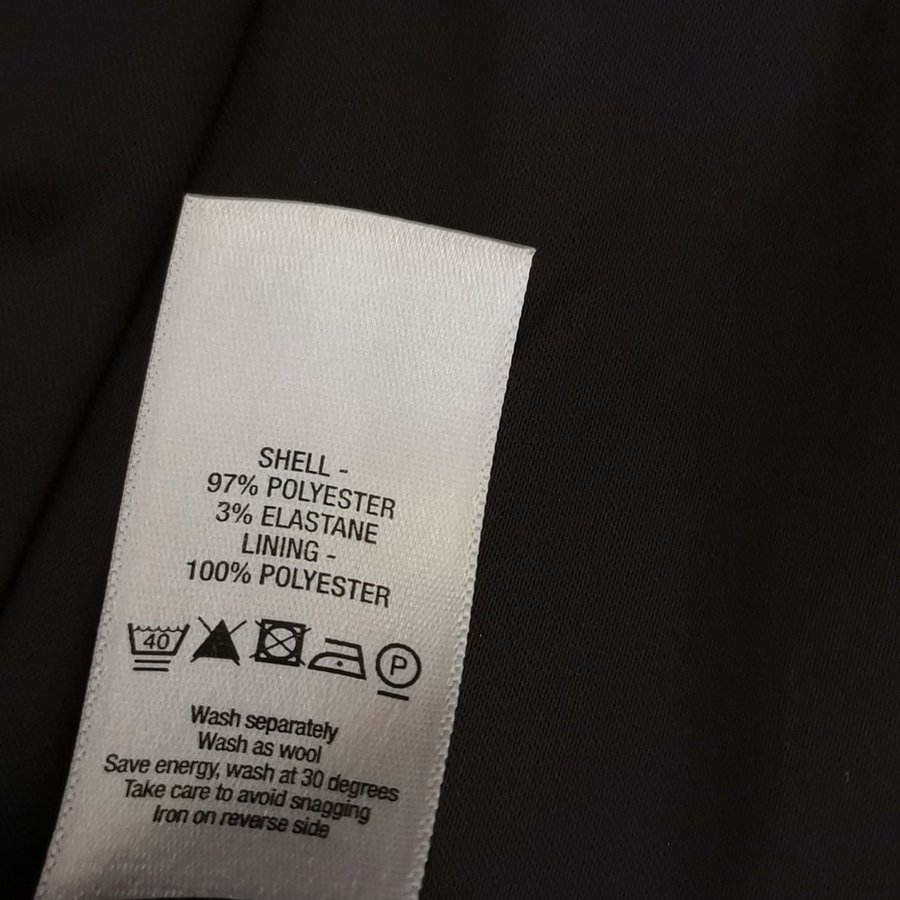 SHELL -
97% POLYESTER
3% ELASTANE
LINING -
100% POLYESTER
40 P
Wash separately
Wash as wool
Save energy, wash at 30 degrees
Take care to avoid snagging
Iron on reverse side